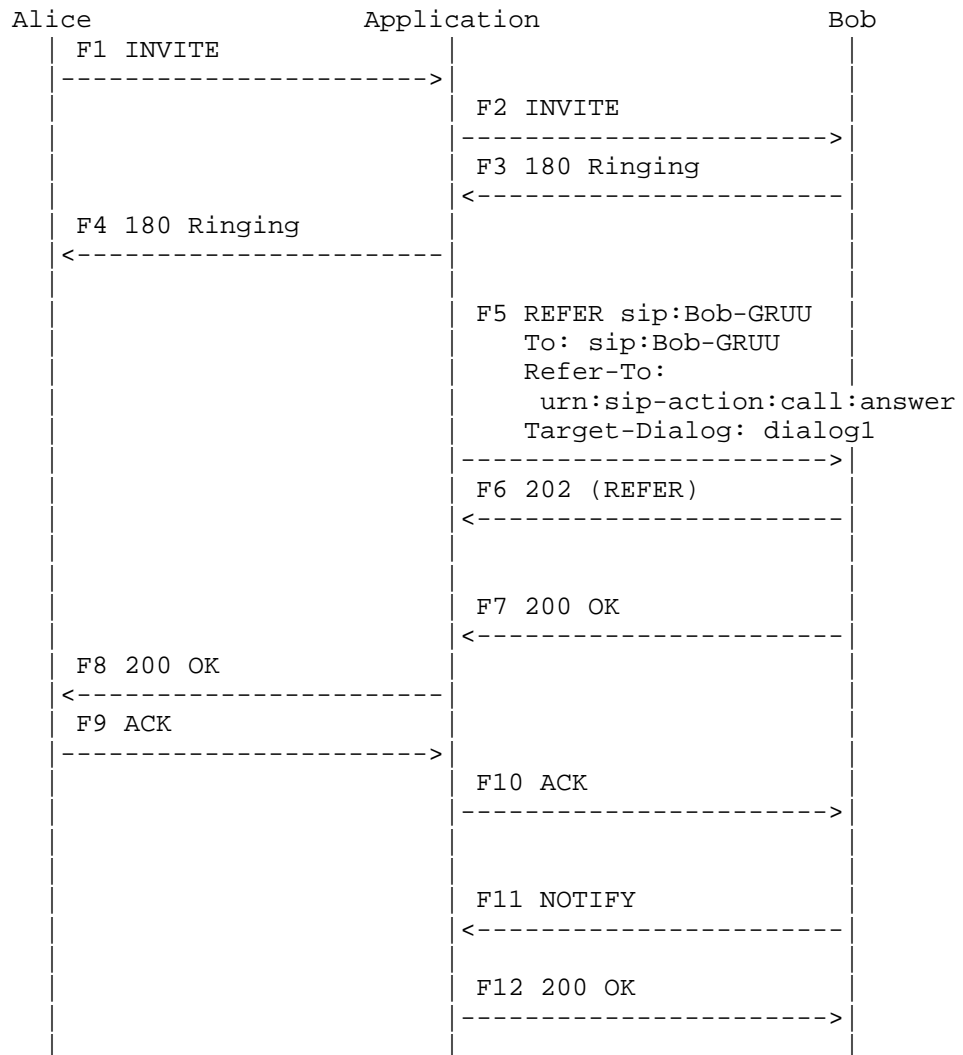 Alice Application Bob
F1 INVITE
F2 INVITE
F3 180 Ringing
F4 180 Ringing
F5 REFER sip:Bob-GRUU
To: sip:Bob-GRUU
Refer-To:
urn:sip-action:call:answer
Target-Dialog: dialog1
F6 202 (REFER)
F7 200 OK
F8 200 OK
F9 ACK
F10 ACK
F11 NOTIFY
F12 200 OK